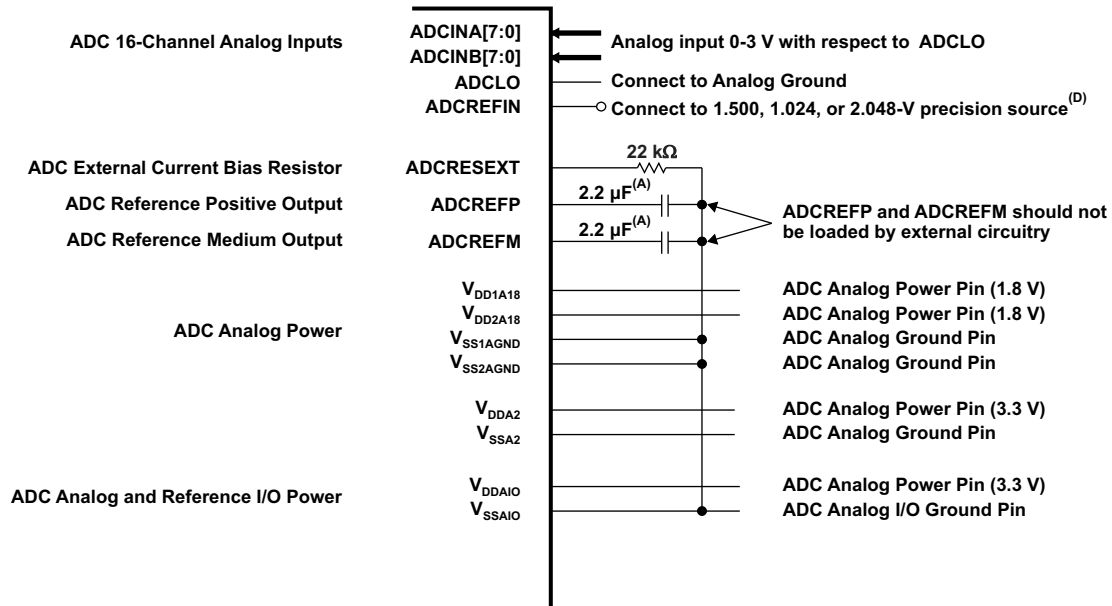 ADC 16-Channel Analog Inputs
ADCINA[7:0]
ADCINB[7:0]
Analog input 0-3 V with respect to ADCLO
ADCLO
Connect to Analog Ground
ADCREFIN
Connect to 1.500, 1.024, or 2.048-V precision source(D)
ADC External Current Bias Resistor
ADCRESEXT
22 kΩ
ADC Reference Positive Output
ADCREFP
2.2 µF(A)
ADC Reference Medium Output
ADCREFM
2.2 µF(A)
ADCREFP and ADCREFM should not
be loaded by external circuitry
ADC Analog Power
VDD1A18
ADC Analog Power Pin (1.8 V)
VDD2A18
ADC Analog Power Pin (1.8 V)
VSS1AGND
ADC Analog Ground Pin
VSS2AGND
ADC Analog Ground Pin
VDDA2
ADC Analog Power Pin (3.3 V)
VSSA2
ADC Analog Ground Pin
ADC Analog and Reference I/O Power
VDDAIO
ADC Analog Power Pin (3.3 V)
VSSAIO
ADC Analog I/O Ground Pin